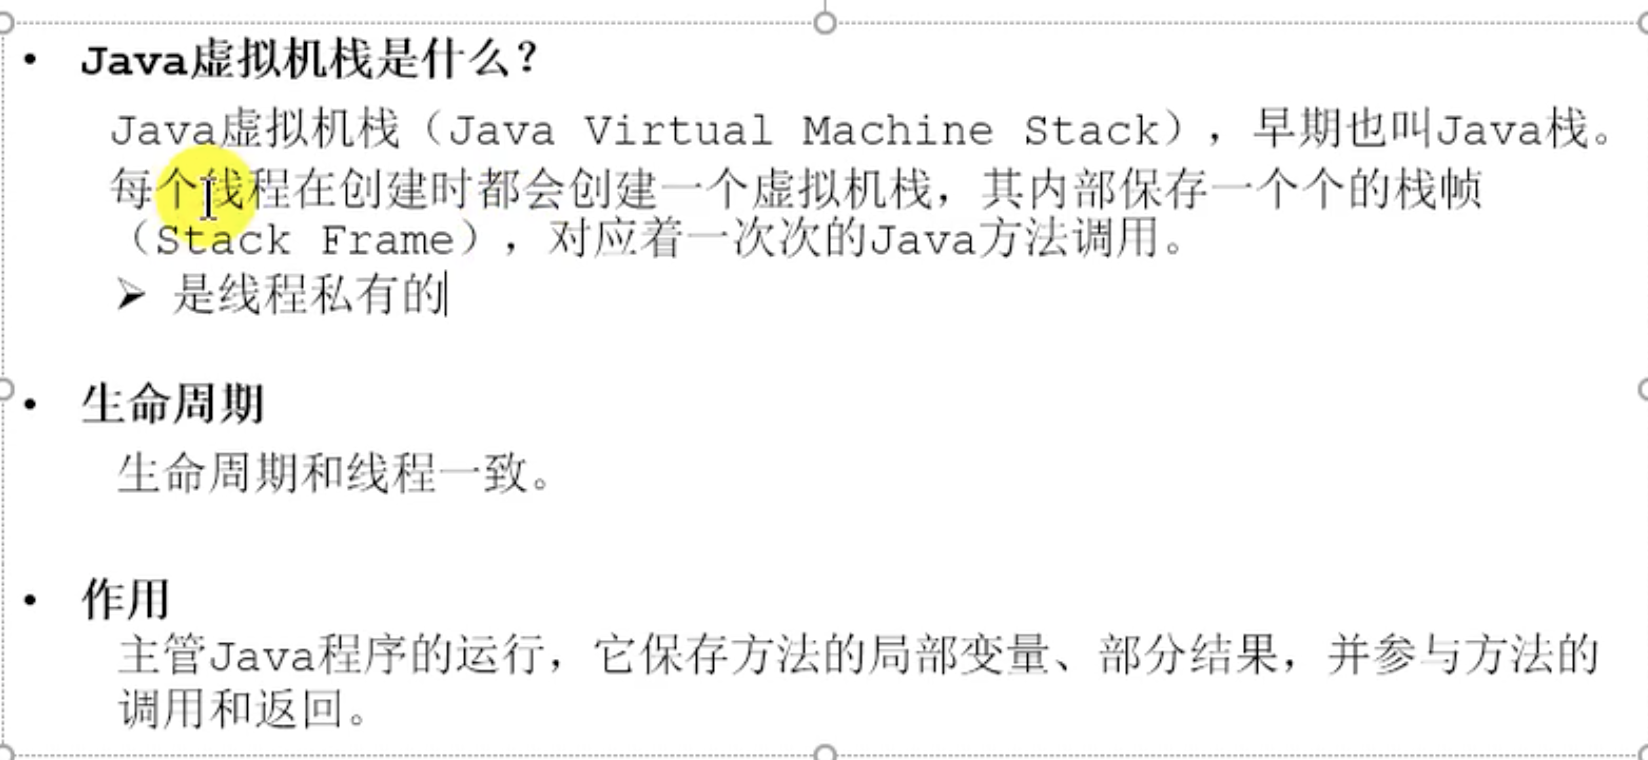 • Java虚拟机栈是什么？
Java虚拟机栈（Java Virtual Machine Stack），早期也叫Java栈。
每个线程在创建时都会创建一个虚拟机栈，其内部保存一个个的栈帧
（Stack Frame），对应着一次次的Java方法调用。
➢ 是线程私有的
• 生命周期
生命周期和线程一致。
• 作用
主管Java程序的运行，它保存方法的局部变量、部分结果，并参与方法的
调用和返回。